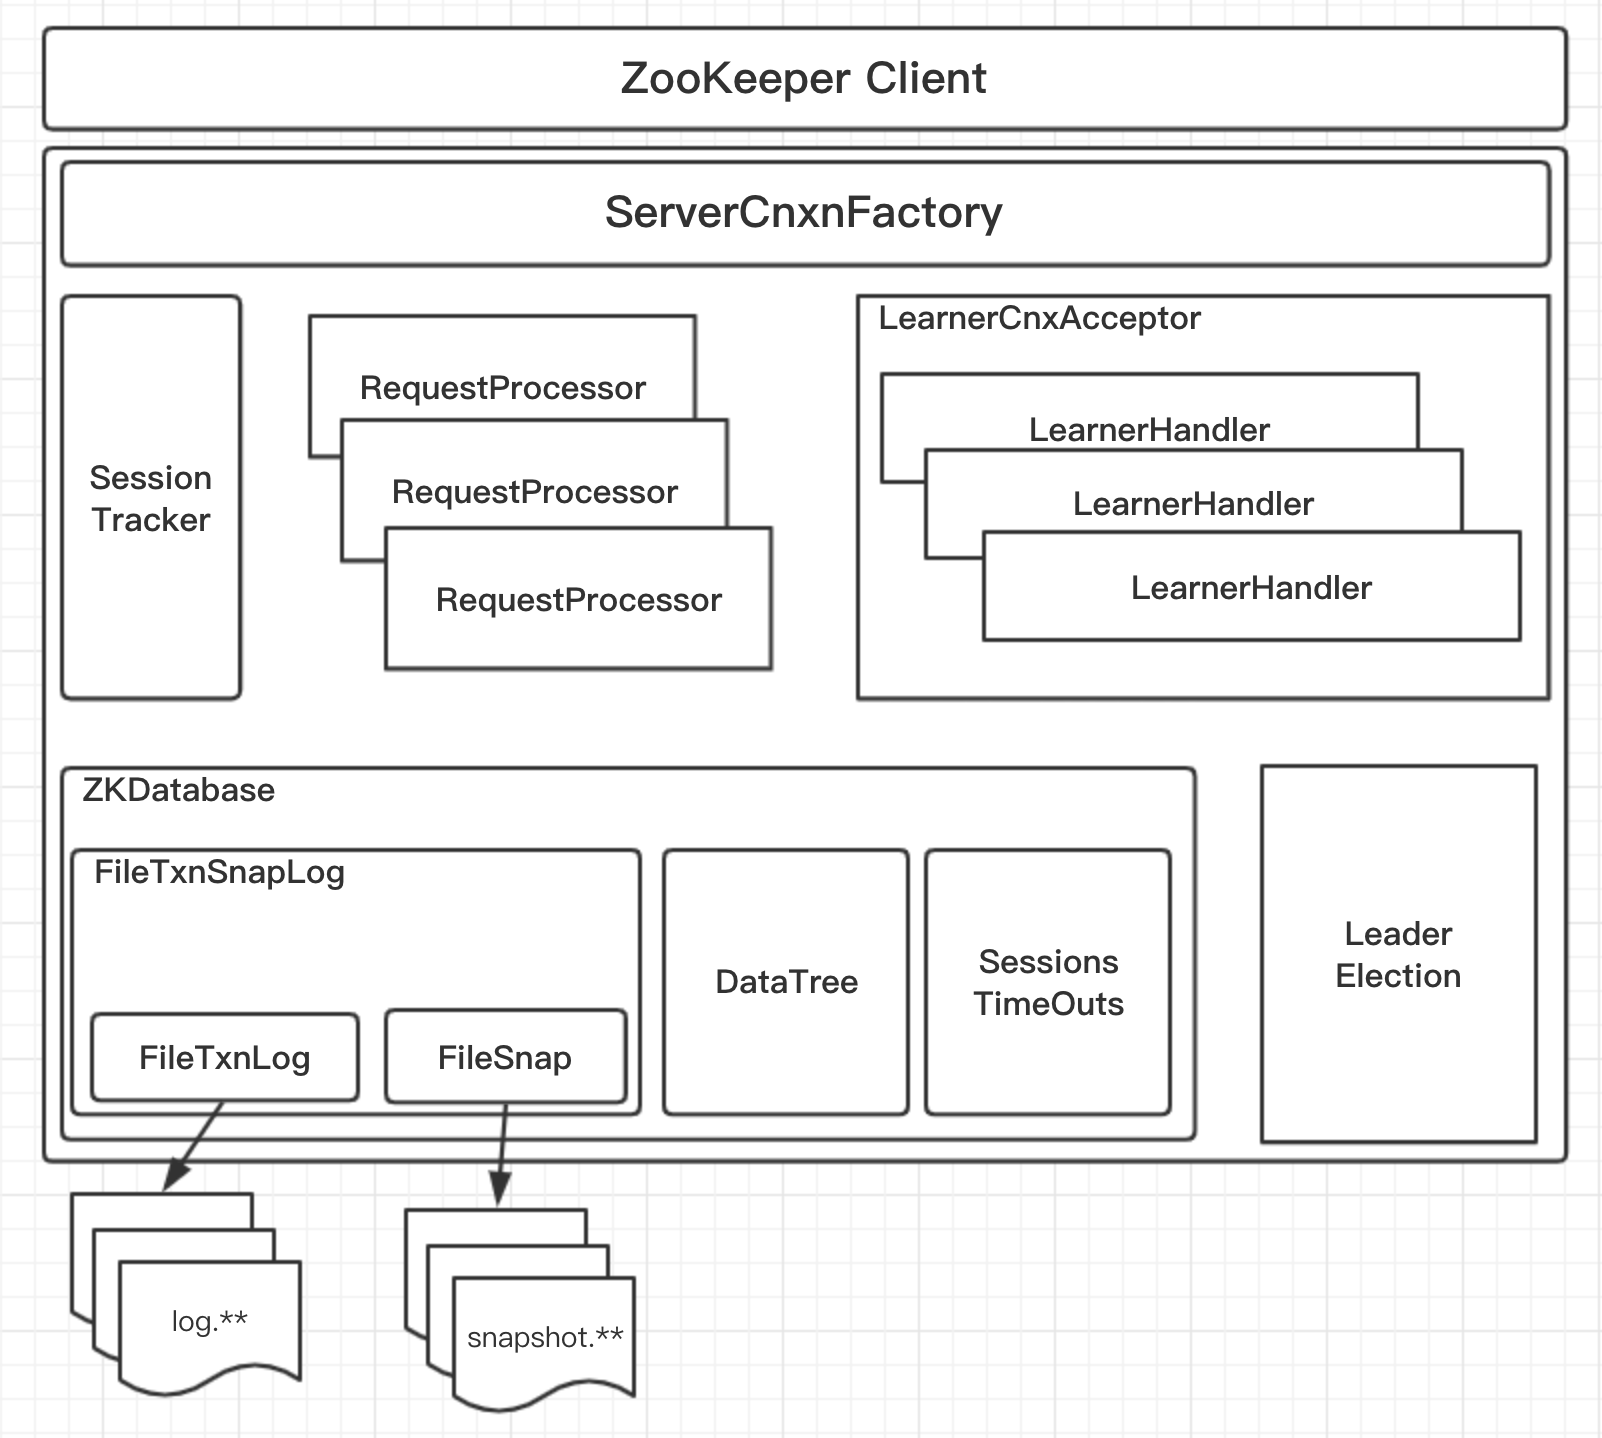 ZooKeeper Client
ServerCnxnFactory
Session
Tracker
RequestProcessor
RequestProcessor
RequestProcessor
LearnerCnxAcceptor
LearnerHandler
LearnerHandler
LearnerHandler
ZKDatabase
FileTxnSnapLog
FileTxnLog
FileSnap
DataTree
Sessions
TimeOuts
Leader
Election
log.**
snapshot.**